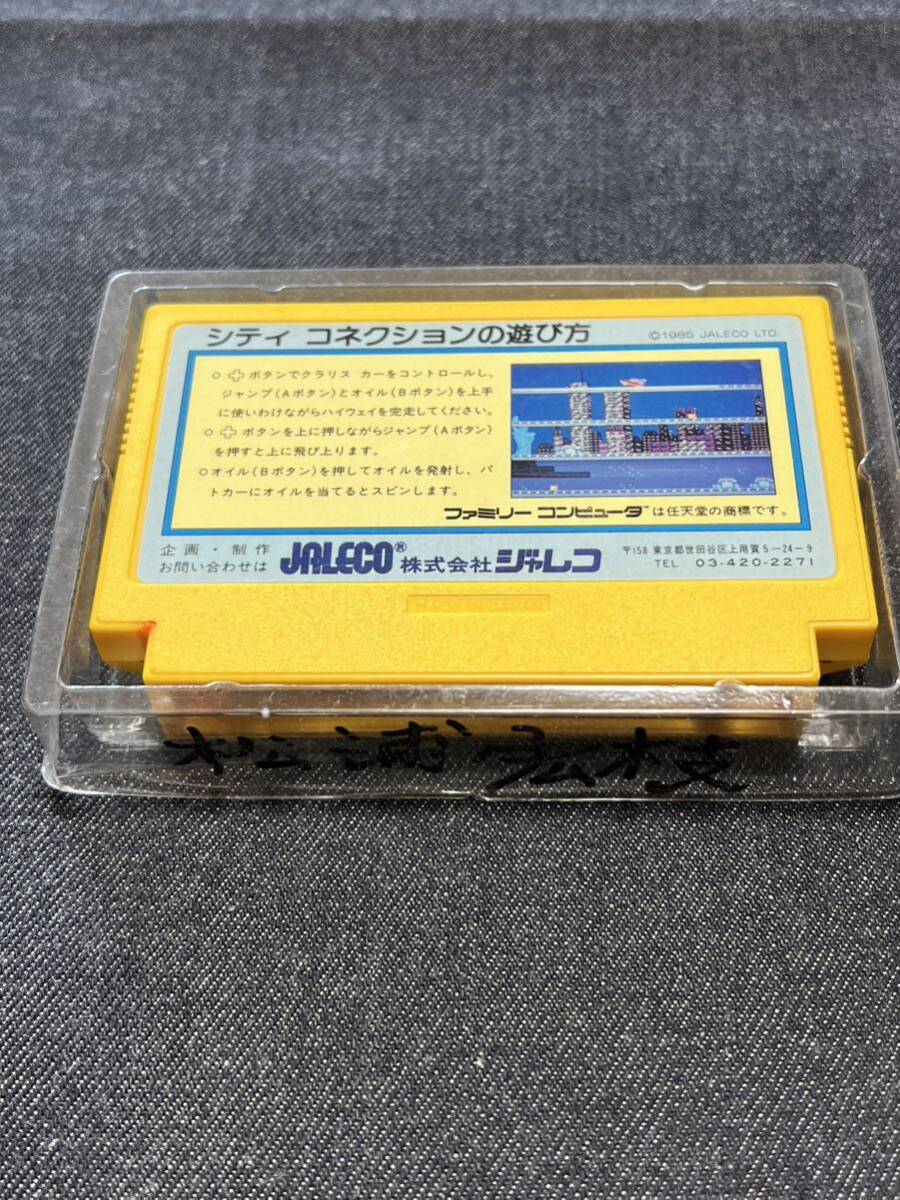 シティ コネクションの遊び方
©1985 JALECO LTD.
○✚ボタンでクラリス カーをコントロールし、
ジャンプ(Aボタン)とオイル(Bボタン)を上手
に使いわけながらハイウェイを完走してください。
○✚ボタンを上に押しながらジャンプ(Aボタン)
を押すと上に飛び上ります。
○オイル(Bボタン)を押してオイルを発射し、パ
トカーにオイルを当てるとスピンします。
ファミリー コンピュータ™は任天堂の商標です。
企画・制作
お問い合わせは
JALECO® 株式会社ジャレコ
〒158 東京都世田谷区上用賀5-24-9
TEL 03-420-2271
MADE IN JAPAN
松浦